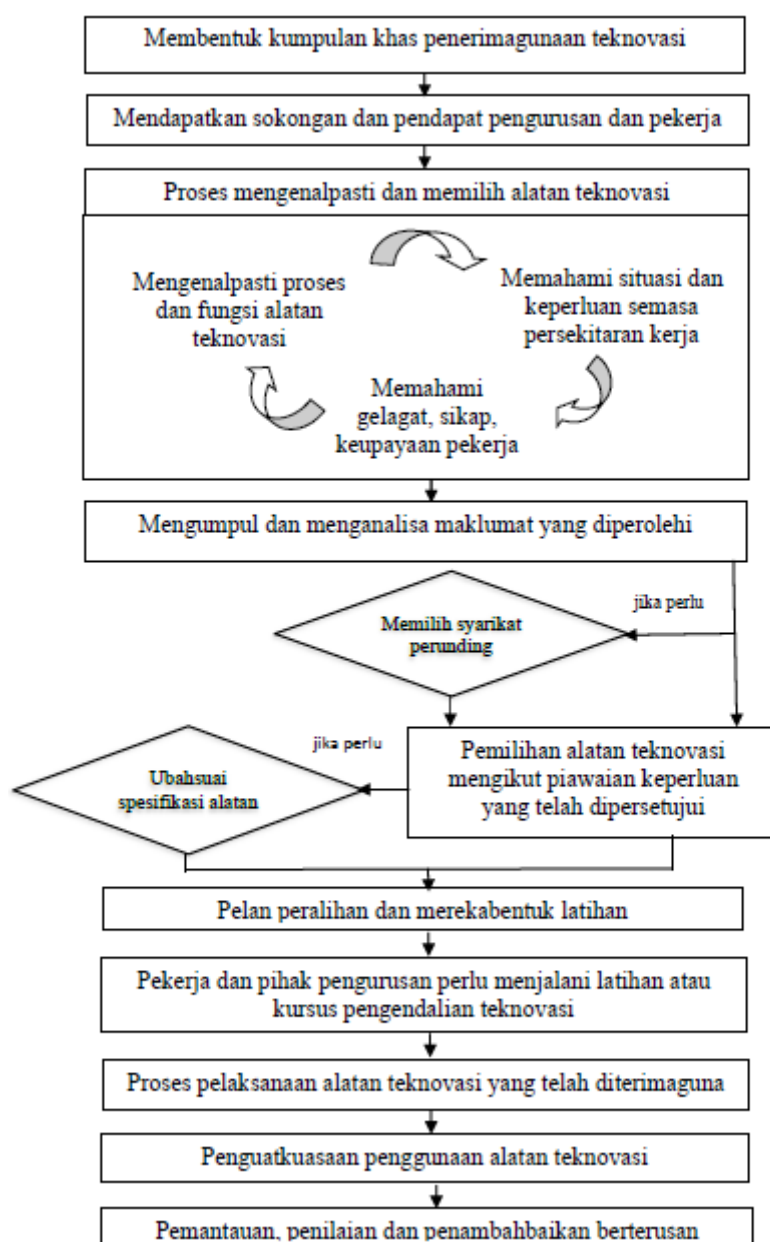 Membentuk kumpulan khas penerimagunaan teknovasi
Mendapatkan sokongan dan pendapat pengurusan dan pekerja
Proses mengenalpasti dan memilih alatan teknovasi
Mengenalpasti proses
dan fungsi alatan
teknovasi
Memahami situasi dan
keperluan semasa
persekitaran kerja
Memahami
gelagat, sikap,
keupayaan pekerja
Mengumpul dan menganalisa maklumat yang diperolehi
jika perlu
Memilih syarikat
perunding
jika perlu
Ubahsuai
spesifikasi alatan
Pemilihan alatan teknovasi
mengikut piawaian keperluan
yang telah dipersetujui
Pelan peralihan dan merekabentuk latihan
Pekerja dan pihak pengurusan perlu menjalani latihan atau
kursus pengendalian teknovasi
Proses pelaksanaan alatan teknovasi yang telah diterimaguna
Penguatkuasaan penggunaan alatan teknovasi
Pemantauan, penilaian dan penambahbaikan berterusan